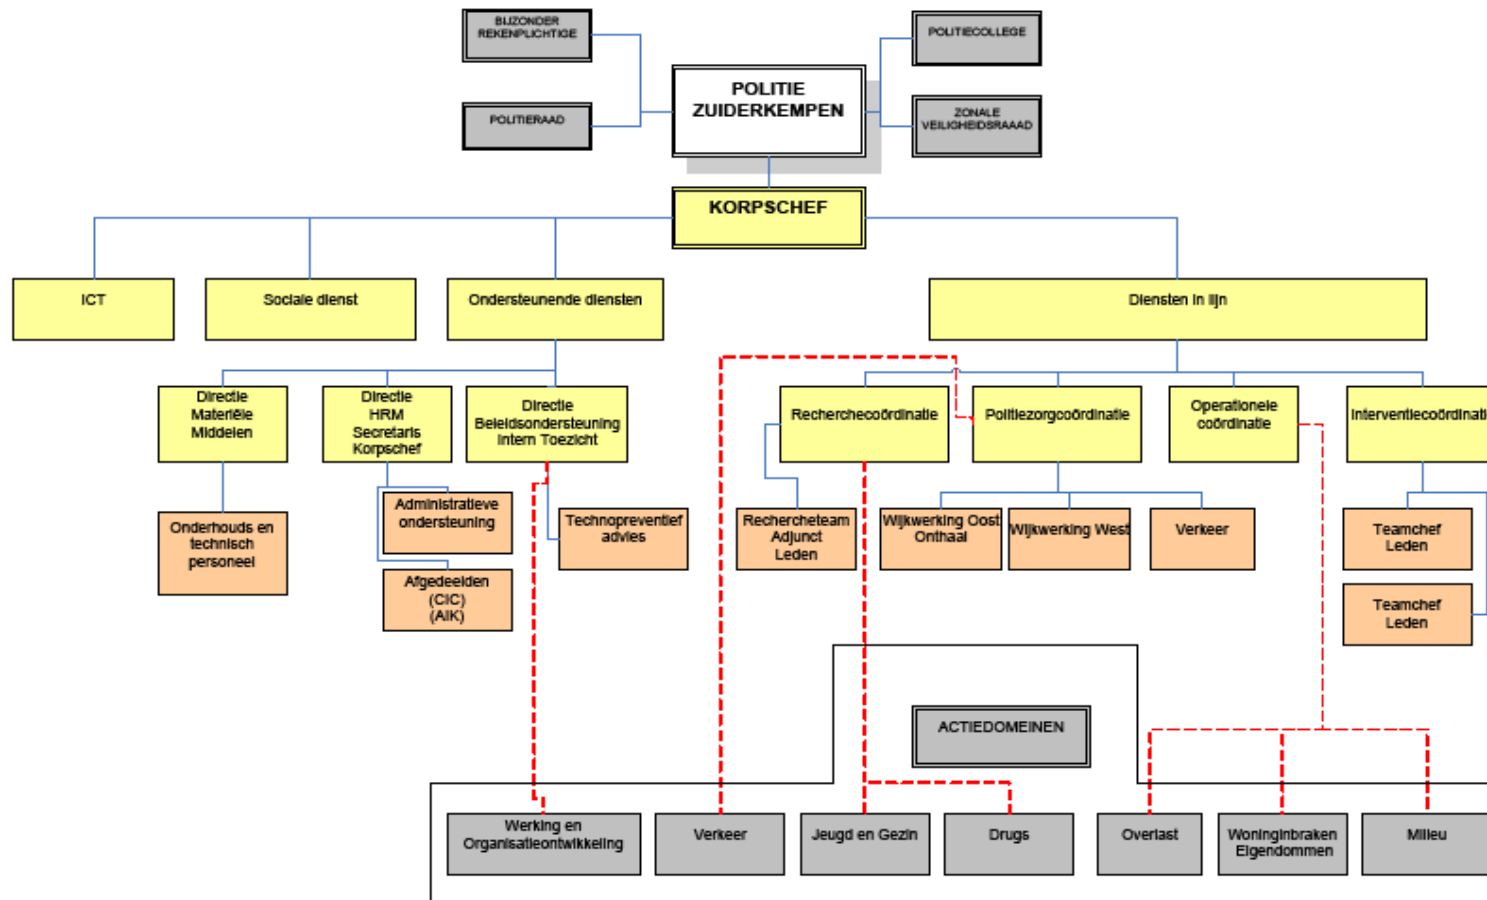 BIJZONDER
REKENPLICHTIGE
POLITIECOLLEGE
POLITIE
ZUIDERKEMPEN
POLITIERAAD
ZONALE
VEILIGHEIDSRAAAD
KORPSCHEF
ICT
Sociale dienst
Ondersteunende diensten
Diensten in lijn
Directie
Materiële
Middelen
Directie
HRM
Secretaris
Korpschef
Directie
Beleidsondersteuning
Intern Toezicht
Recherchecoördinatie
Politiezorgcoördinatie
Operationele
coördinatie
Interventiecoördinatie
Onderhouds en
technisch
personeel
Administratieve
ondersteuning
Afgedeelden
(CIC)
(AIK)
Technopreventief
advies
Rechercheteam
Adjunct
Leden
Wijkwerking Oost
Onthaal
Wijkwerking West
Verkeer
Teamchef
Leden
Teamchef
Leden
ACTIEDOMEINEN
Werking en
Organisatieontwikkeling
Verkeer
Jeugd en Gezin
Drugs
Overlast
Woninginbraken
Eigendommen
Milieu